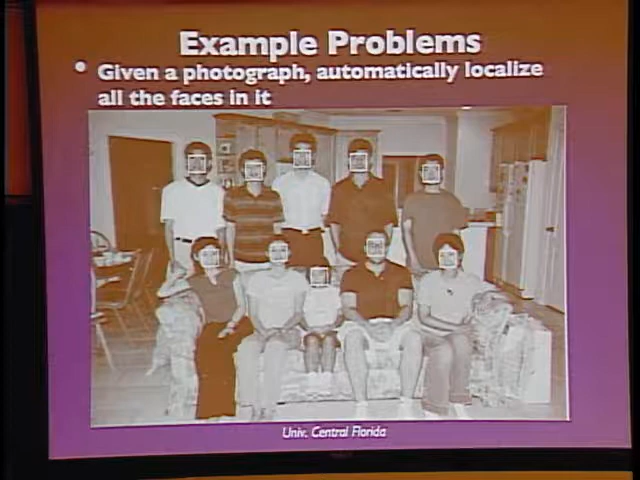 Example Problems
• Given a photograph, automatically localize
all the faces in it
Univ. Central Florida